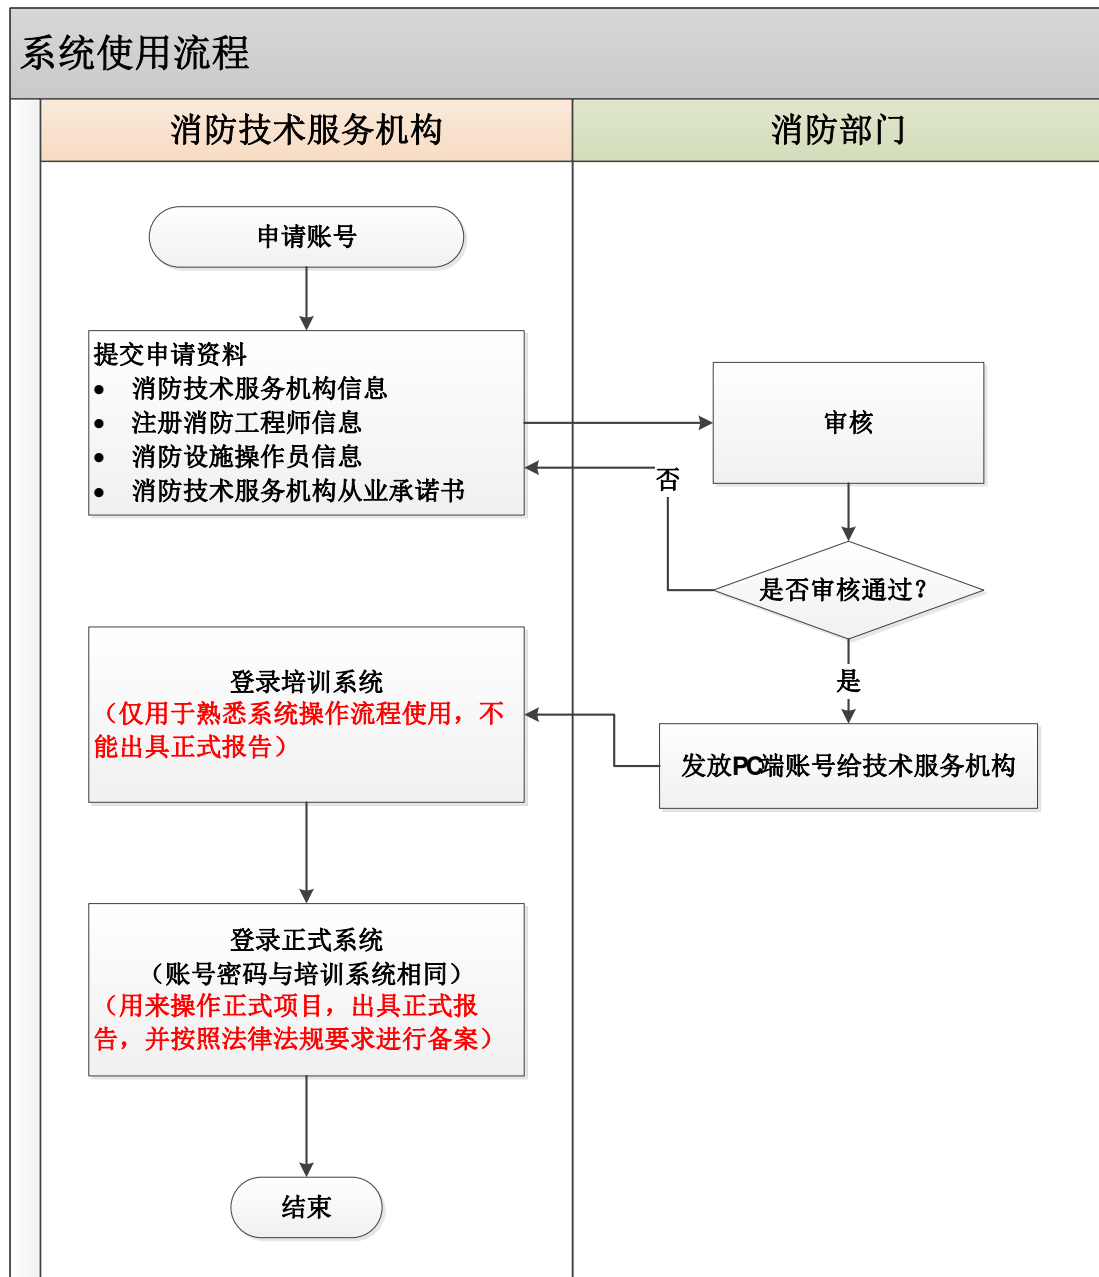 系统使用流程
消防技术服务机构
消防部门
申请账号
提交申请资料
• 消防技术服务机构信息
• 注册消防工程师信息
• 消防设施操作员信息
• 消防技术服务机构从业承诺书
审核
否
是否审核通过？
是
发放PC端账号给技术服务机构
登录培训系统
（仅用于熟悉系统操作流程使用，不
能出具正式报告）
登录正式系统
（账号密码与培训系统相同）
（用来操作正式项目，出具正式报
告，并按照法律法规要求进行备案）
结束